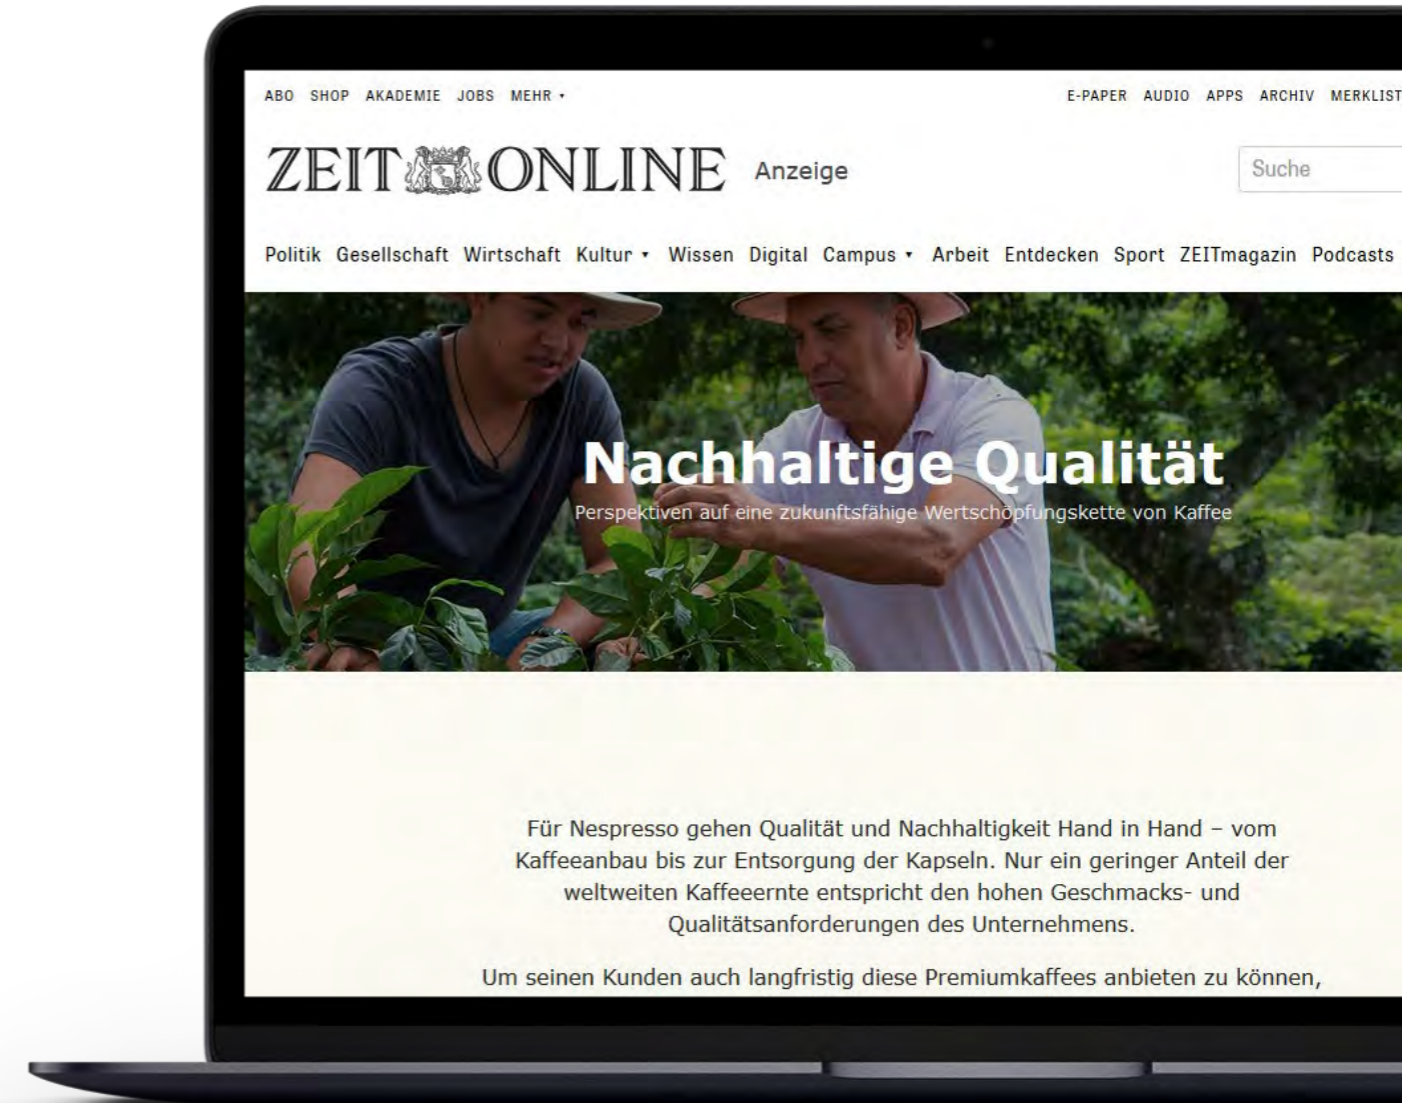 ABO SHOP AKADEMIE JOBS MEHR
E-PAPER AUDIO APPS ARCHIV MERKLIST
ZEIT ONLINE Anzeige
Suche
Politik Gesellschaft Wirtschaft Kultur Wissen Digital Campus Arbeit Entdecken Sport ZEITmagazin Podcasts
Nachhaltige Qualität
Perspektiven auf eine zukunftsfähige Wertschöpfungskette von Kaffee
Für Nespresso gehen Qualität und Nachhaltigkeit Hand in Hand – vom
Kaffeeanbau bis zur Entsorgung der Kapseln. Nur ein geringer Anteil der
weltweiten Kaffeeernte entspricht den hohen Geschmacks- und
Qualitätsanforderungen des Unternehmens.
Um seinen Kunden auch langfristig diese Premiumkaffees anbieten zu können,